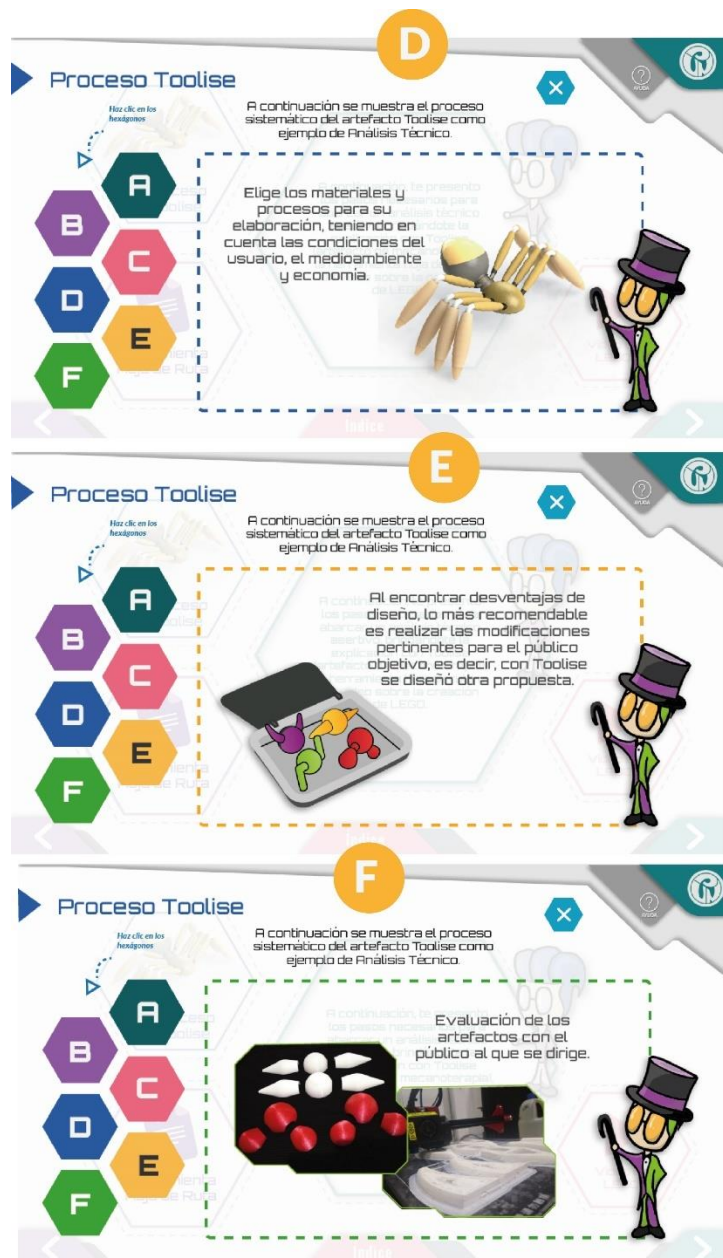 D
Proceso Toolise
AYUDA
Haz clic en los
hexágonos
A continuación se muestra el proceso
sistemático del artefacto Toolise como
ejemplo de Análisis Técnico.
A
B
C
D
E
F
Elige los materiales y
procesos para su
elaboración, teniendo en
cuenta las condiciones del
usuario, el medioambiente
y economía.
Índice
E
Proceso Toolise
AYUDA
Haz clic en los
hexágonos
A continuación se muestra el proceso
sistemático del artefacto Toolise como
ejemplo de Análisis Técnico.
A
B
C
D
E
F
Al encontrar desventajas de
diseño, lo más recomendable
es realizar las modificaciones
pertinentes para el público
objetivo, es decir, con Toolise
se diseñó otra propuesta.
Índice
F
Proceso Toolise
AYUDA
Haz clic en los
hexágonos
A continuación se muestra el proceso
sistemático del artefacto Toolise como
ejemplo de Análisis Técnico.
A
B
C
D
E
F
Evaluación de los
artefactos con el
público al que se dirige.
Índice